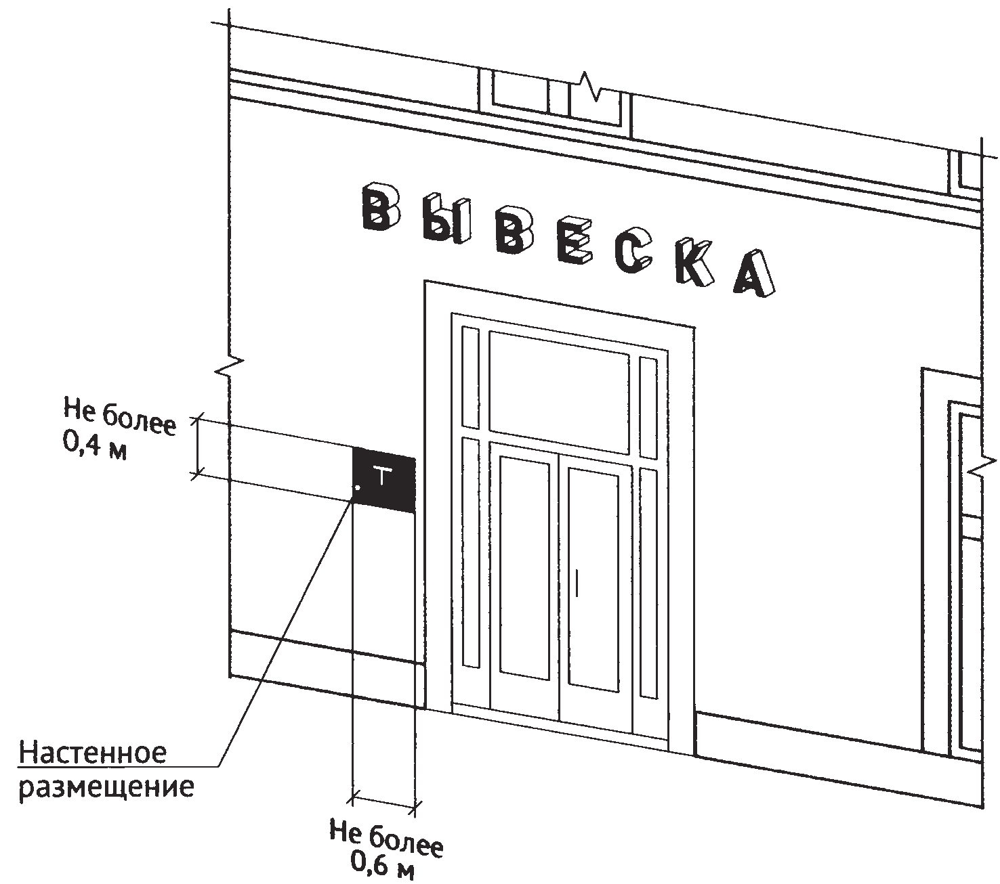 ВЫВЕСКА
Не более
0,4 м
Т
Настенное
размещение
Не более
0,6 м